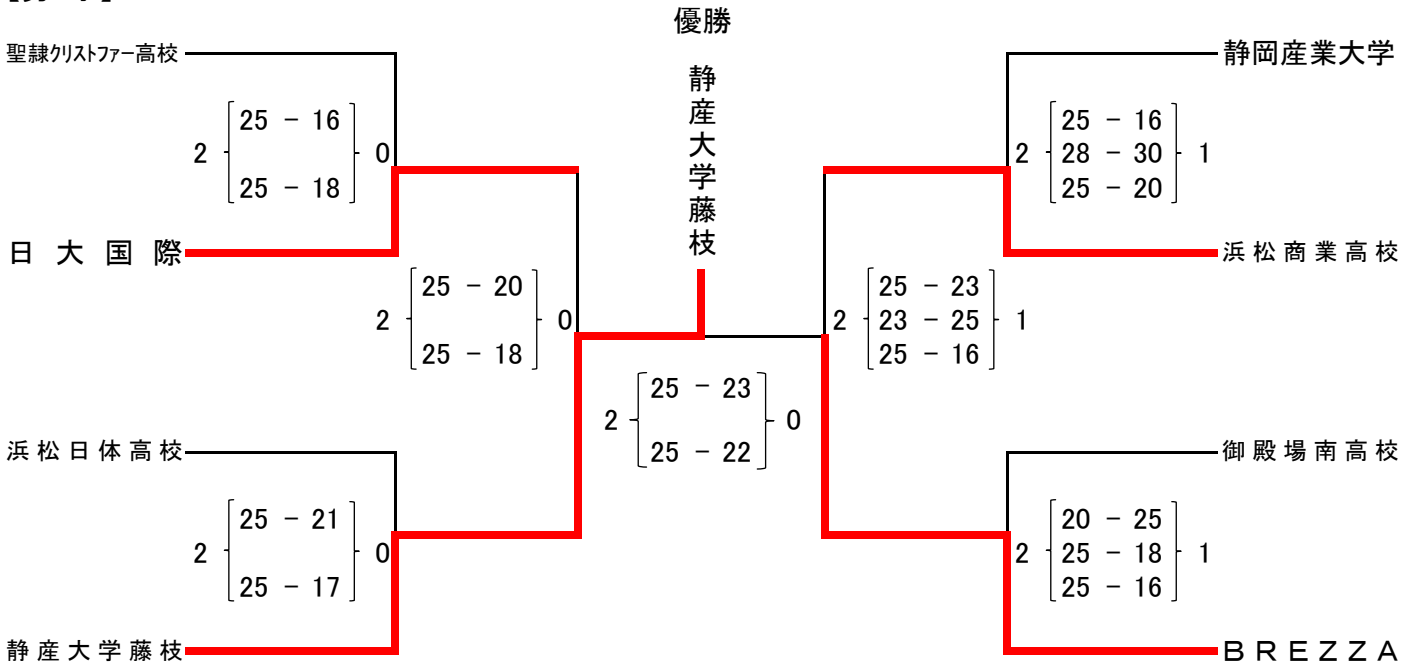 優勝
静産大学藤枝
聖隷クリストファー高校
2 25 - 16 0
25 - 18
日大国際
2 25 - 20 0
25 - 18
浜松日体高校
2 25 - 21 0
25 - 17
静産大学藤枝
2 25 - 23 0
25 - 22
静岡産業大学
25 - 16
2 28 - 30 1
25 - 20
浜松商業高校
25 - 23
2 23 - 25 1
25 - 16
御殿場南高校
20 - 25
2 25 - 18 1
25 - 16
BREZZA